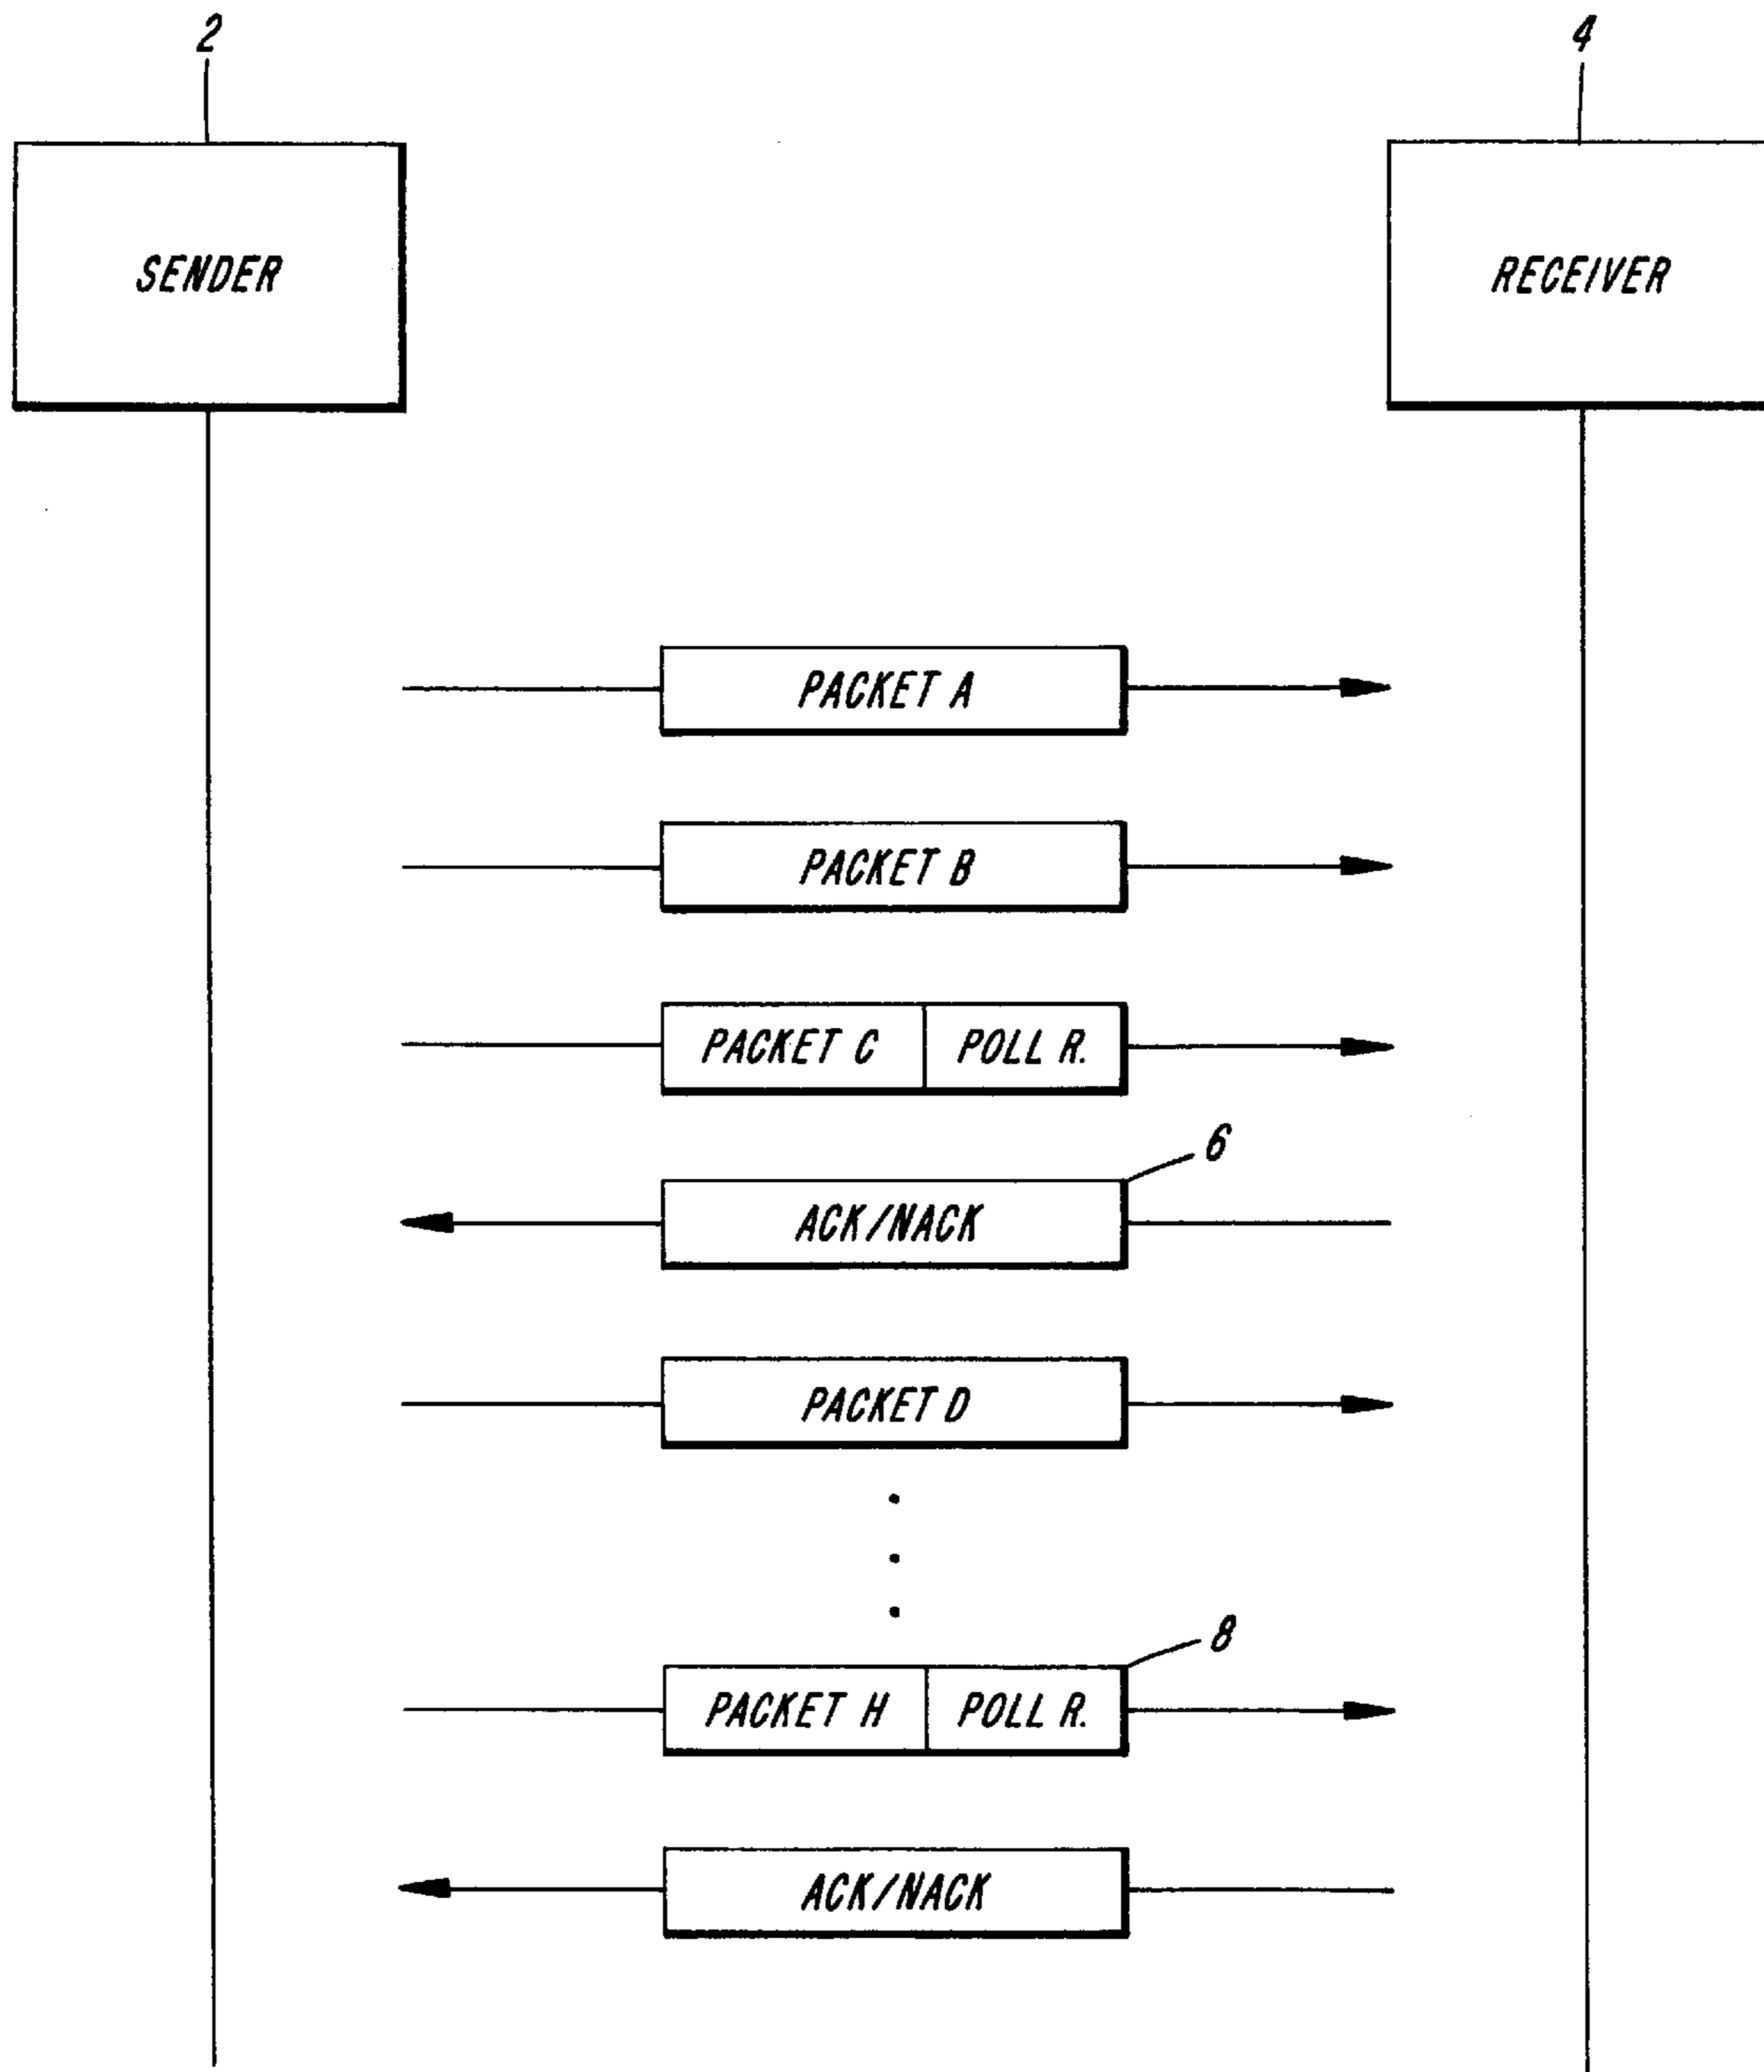 2
4
SENDER
RECEIVER
PACKET A
PACKET B
PACKET C
POLL R.
6
ACK/NACK
PACKET D
8
PACKET H
POLL R.
ACK/NACK